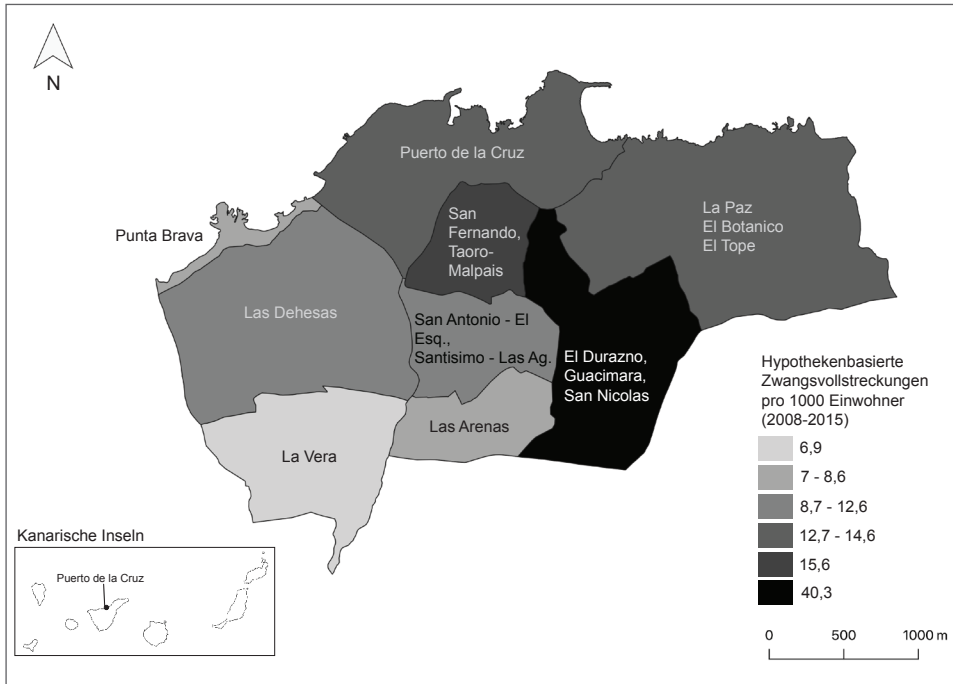 N
Puerto de la Cruz
La Paz
El Botanico
El Tope
San
Fernando,
Taoro-
Malpais
Punta Brava
Las Dehesas
San Antonio - El
Esq.,
Santisimo - Las Ag.
El Durazno,
Guacimara,
San Nicolas
Las Arenas
La Vera
Hypothekenbasierte
Zwangsvollstreckungen
pro 1000 Einwohner
(2008-2015)
6,9
7 - 8,6
8,7 - 12,6
12,7 - 14,6
15,6
40,3
0 500 1000 m
Kanarische Inseln
Puerto de la Cruz